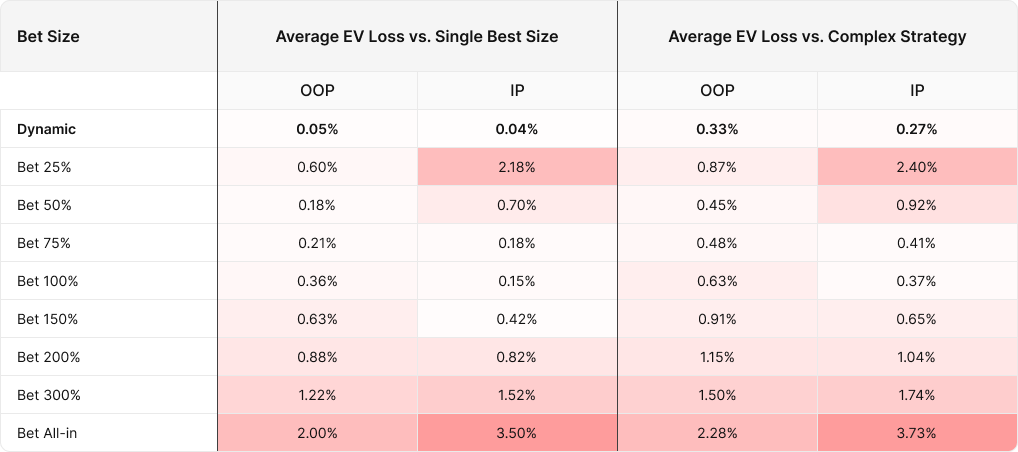 Bet Size Average EV Loss vs. Single Best Size Average EV Loss vs. Complex Strategy
OOP IP OOP IP
Dynamic 0.05% 0.04% 0.33% 0.27%
Bet 25% 0.60% 2.18% 0.87% 2.40%
Bet 50% 0.18% 0.70% 0.45% 0.92%
Bet 75% 0.21% 0.18% 0.48% 0.41%
Bet 100% 0.36% 0.15% 0.63% 0.37%
Bet 150% 0.63% 0.42% 0.91% 0.65%
Bet 200% 0.88% 0.82% 1.15% 1.04%
Bet 300% 1.22% 1.52% 1.50% 1.74%
Bet All-in 2.00% 3.50% 2.28% 3.73%